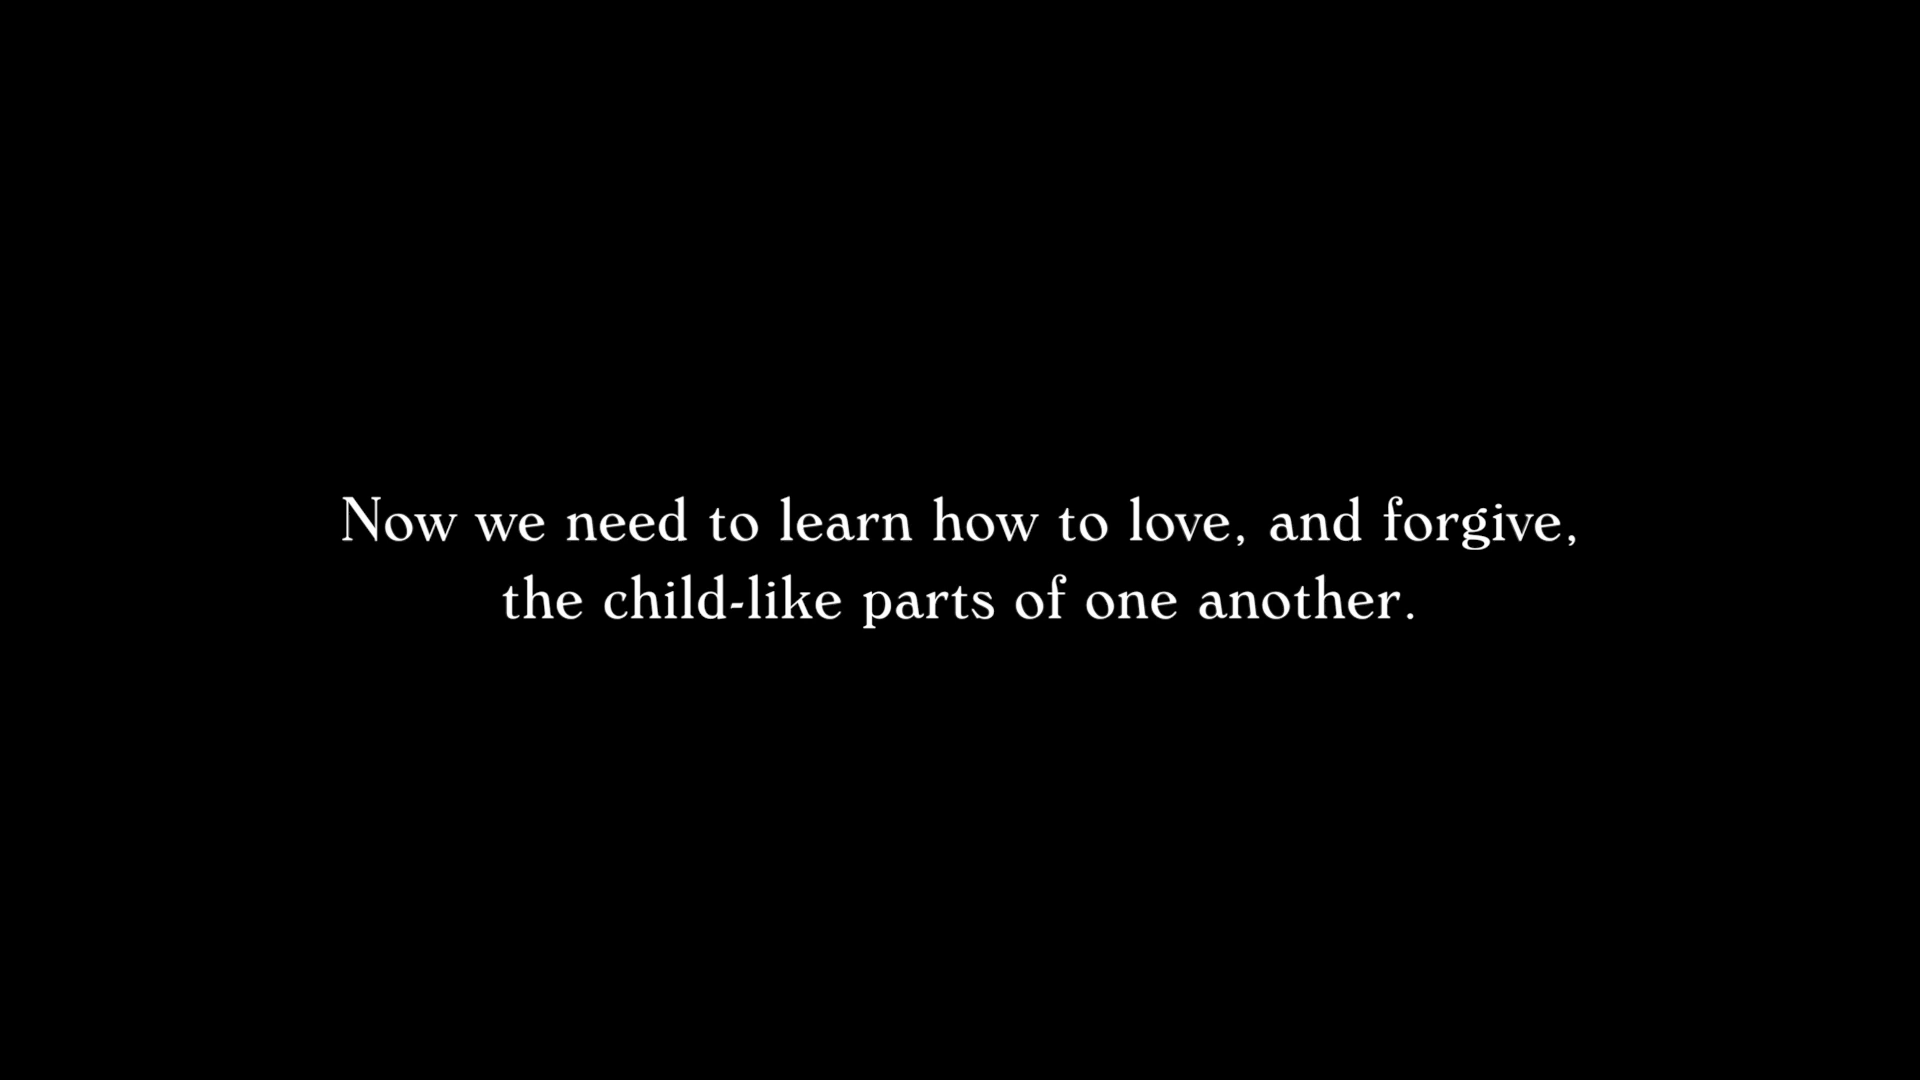 Now we need to learn how to love, and forgive,
the child-like parts of one another.